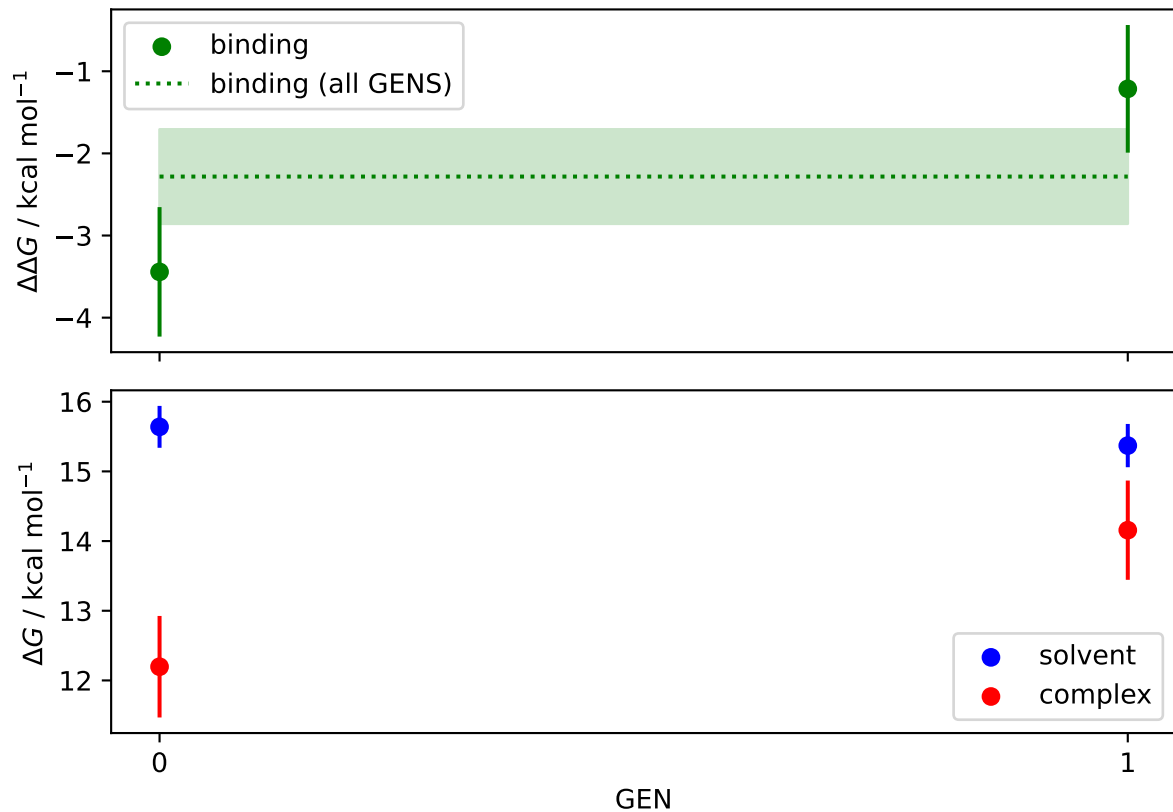 binding
binding (all GENS)
ΔΔG / kcal mol⁻¹
−1
−2
−3
−4
ΔG / kcal mol⁻¹
16
15
14
13
12
solvent
complex
0
1
GEN